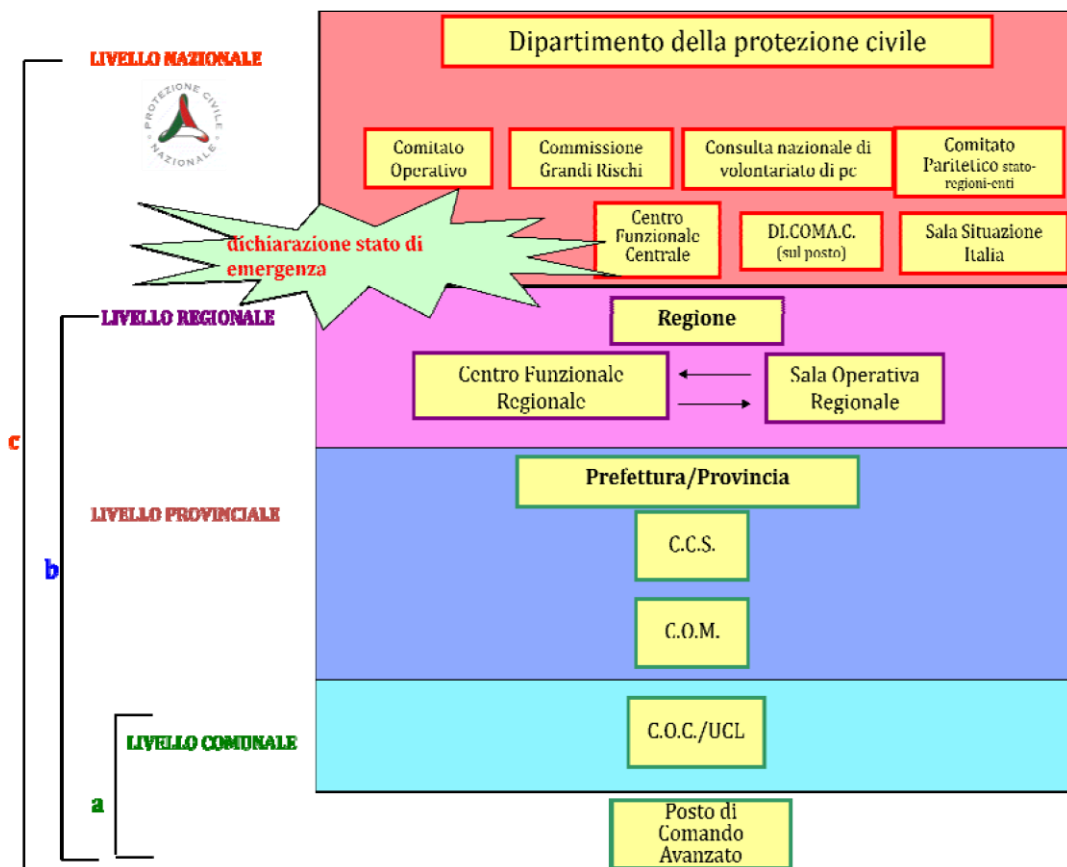 Dipartimento della protezione civile
LIVELLO NAZIONALE
PROTEZIONE CIVILE
NAZIONALE
Comitato
Operativo
Commissione
Grandi Rischi
Consulta nazionale di
volontariato di pc
Comitato
Paritetico stato-
regioni-enti
dichiarazione stato di
emergenza
Centro
Funzionale
Centrale
DI.COMA.C.
(sul posto)
Sala Situazione
Italia
LIVELLO REGIONALE
Regione
Centro Funzionale
Regionale
Sala Operativa
Regionale
c
Prefettura/Provincia
LIVELLO PROVINCIALE
C.C.S.
b
C.O.M.
C.O.C./UCL
LIVELLO COMUNALE
a
Posto di
Comando
Avanzato